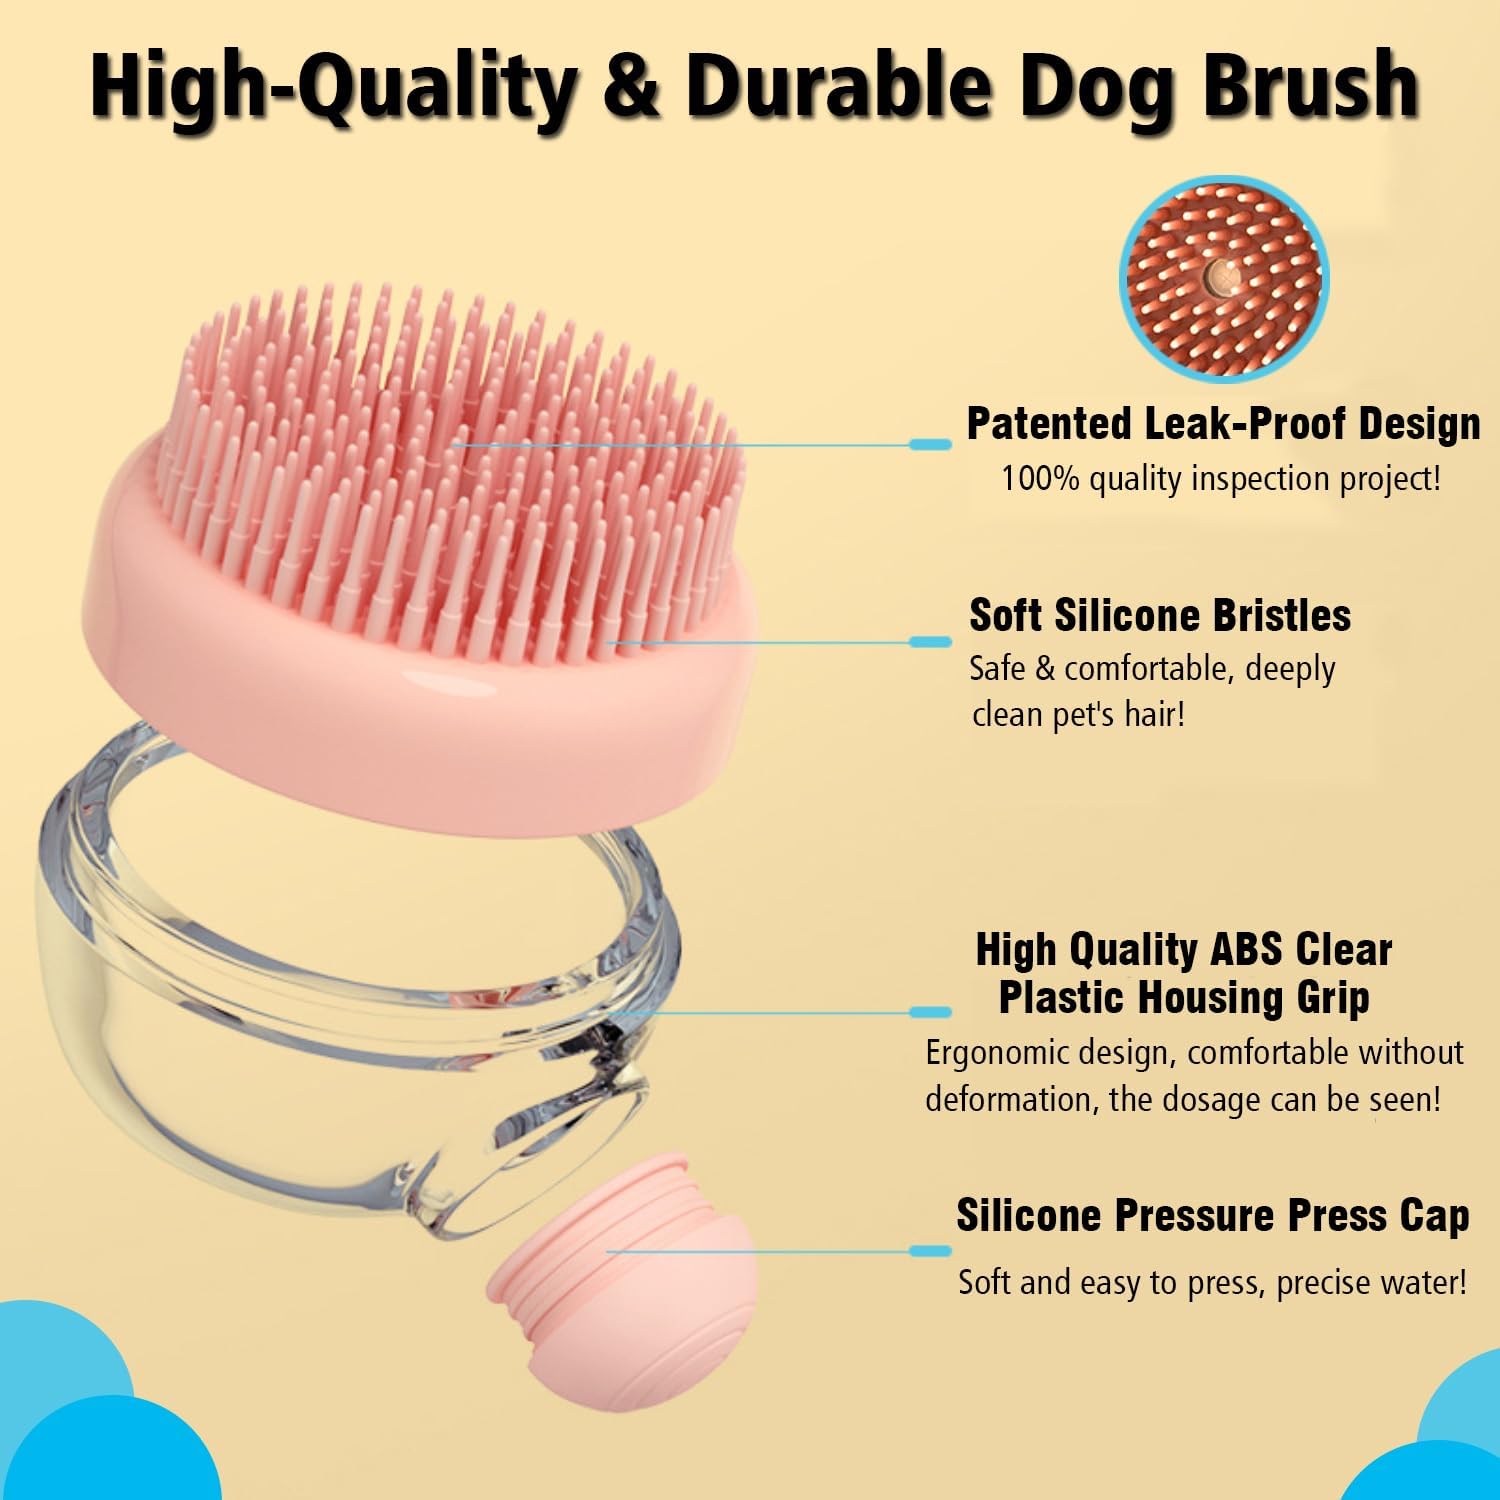 High-Quality & Durable Dog Brush
Patented Leak-Proof Design
100% quality inspection project!
Soft Silicone Bristles
Safe & comfortable, deeply
clean pet's hair!
High Quality ABS Clear
Plastic Housing Grip
Ergonomic design, comfortable without
deformation, the dosage can be seen!
Silicone Pressure Press Cap
Soft and easy to press, precise water!